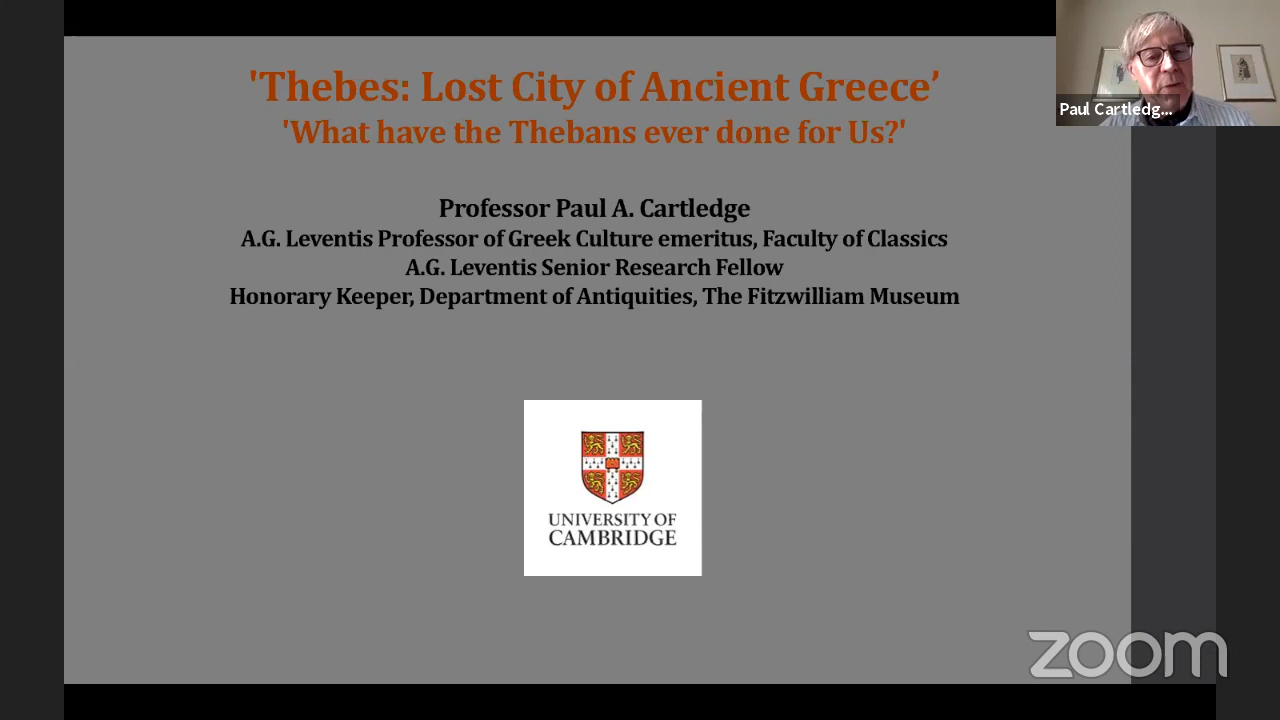 'Thebes: Lost City of Ancient Greece’
'What have the Thebans ever done for Us?'
Professor Paul A. Cartledge
A.G. Leventis Professor of Greek Culture emeritus, Faculty of Classics
A.G. Leventis Senior Research Fellow
Honorary Keeper, Department of Antiquities, The Fitzwilliam Museum
UNIVERSITY OF
CAMBRIDGE
Paul Cartledg...
zoom